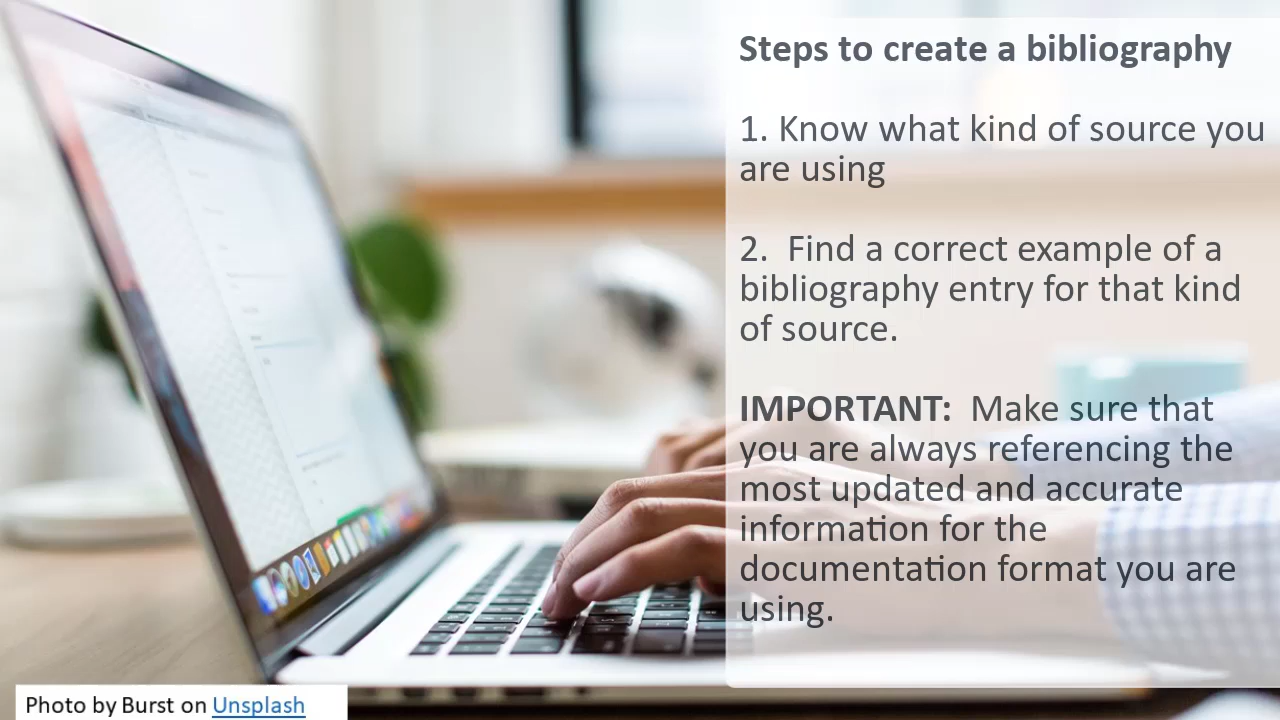 Steps to create a bibliography
1. Know what kind of source you
are using
2.  Find a correct example of a
bibliography entry for that kind
of source.
IMPORTANT:  Make sure that
you are always referencing the
most updated and accurate
information for the
documentation format you are
using.
Photo by Burst on Unsplash